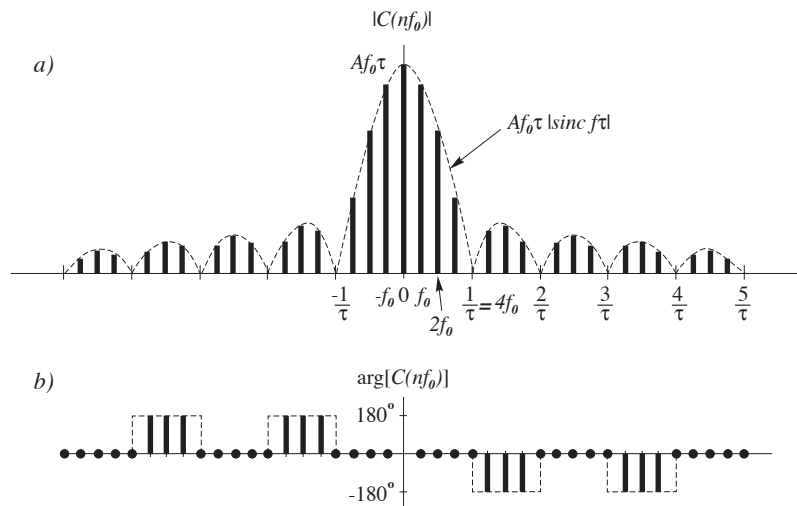 |C(nf₀)|
a)
Af₀τ
Af₀τ |sinc fτ|
-1/τ -f₀ 0 f₀ 1/τ = 4f₀ 2/τ 3/τ 4/τ 5/τ
2f₀
b)
arg[C(nf₀)]
180°
-180°